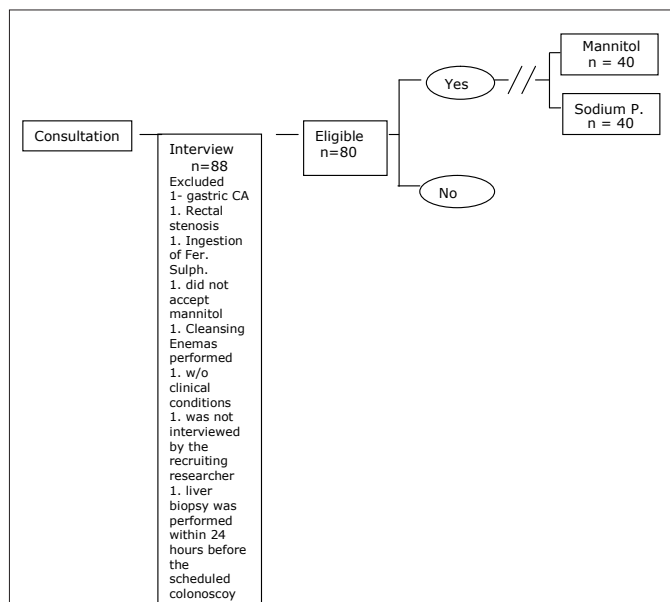 Consultation
Interview
n=88
Excluded
1- gastric CA
1. Rectal
stenosis
1. Ingestion
of Fer.
Sulph.
1. did not
accept
mannitol
1. Cleansing
Enemas
performed
1. w/o
clinical
conditions
1. was not
interviewed
by the
recruiting
researcher
1. liver
biopsy was
performed
within 24
hours before
the
scheduled
colonoscoy
Eligible
n=80
Yes
No
Mannitol
n = 40
Sodium P.
n = 40